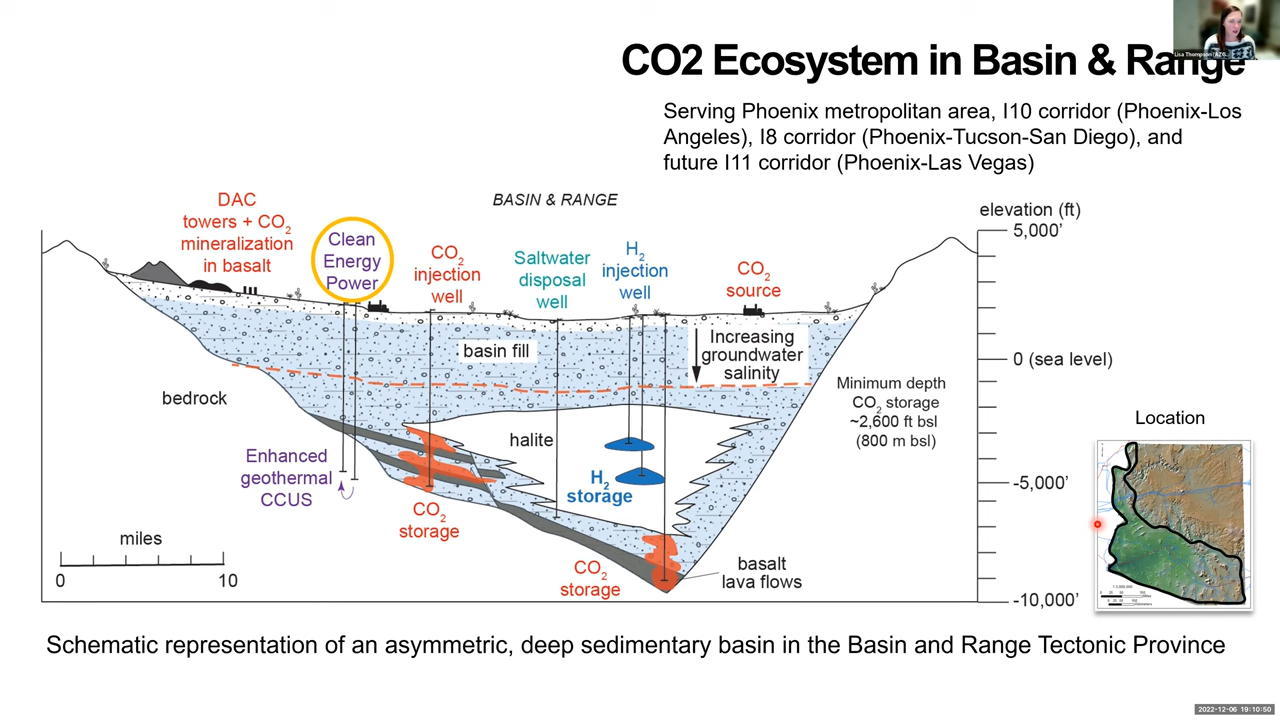 Lisa Thompson (AZG...
CO2 Ecosystem in Basin & Range
Serving Phoenix metropolitan area, I10 corridor (Phoenix-Los
Angeles), I8 corridor (Phoenix-Tucson-San Diego), and
future I11 corridor (Phoenix-Las Vegas)
BASIN & RANGE
DAC
towers + CO2
mineralization
in basalt
Clean
Energy
Power
CO2
injection
well
Saltwater
disposal
well
H2
injection
well
CO2
source
elevation (ft)
5,000'
0 (sea level)
-5,000'
-10,000'
basin fill
Increasing
groundwater
salinity
bedrock
Minimum depth
CO2 storage
~2,600 ft bsl
(800 m bsl)
halite
Enhanced
geothermal
CCUS
H2
storage
CO2
storage
CO2
storage
basalt
lava flows
miles
0 10
Location
Schematic representation of an asymmetric, deep sedimentary basin in the Basin and Range Tectonic Province
2022-12-06 19:10:50